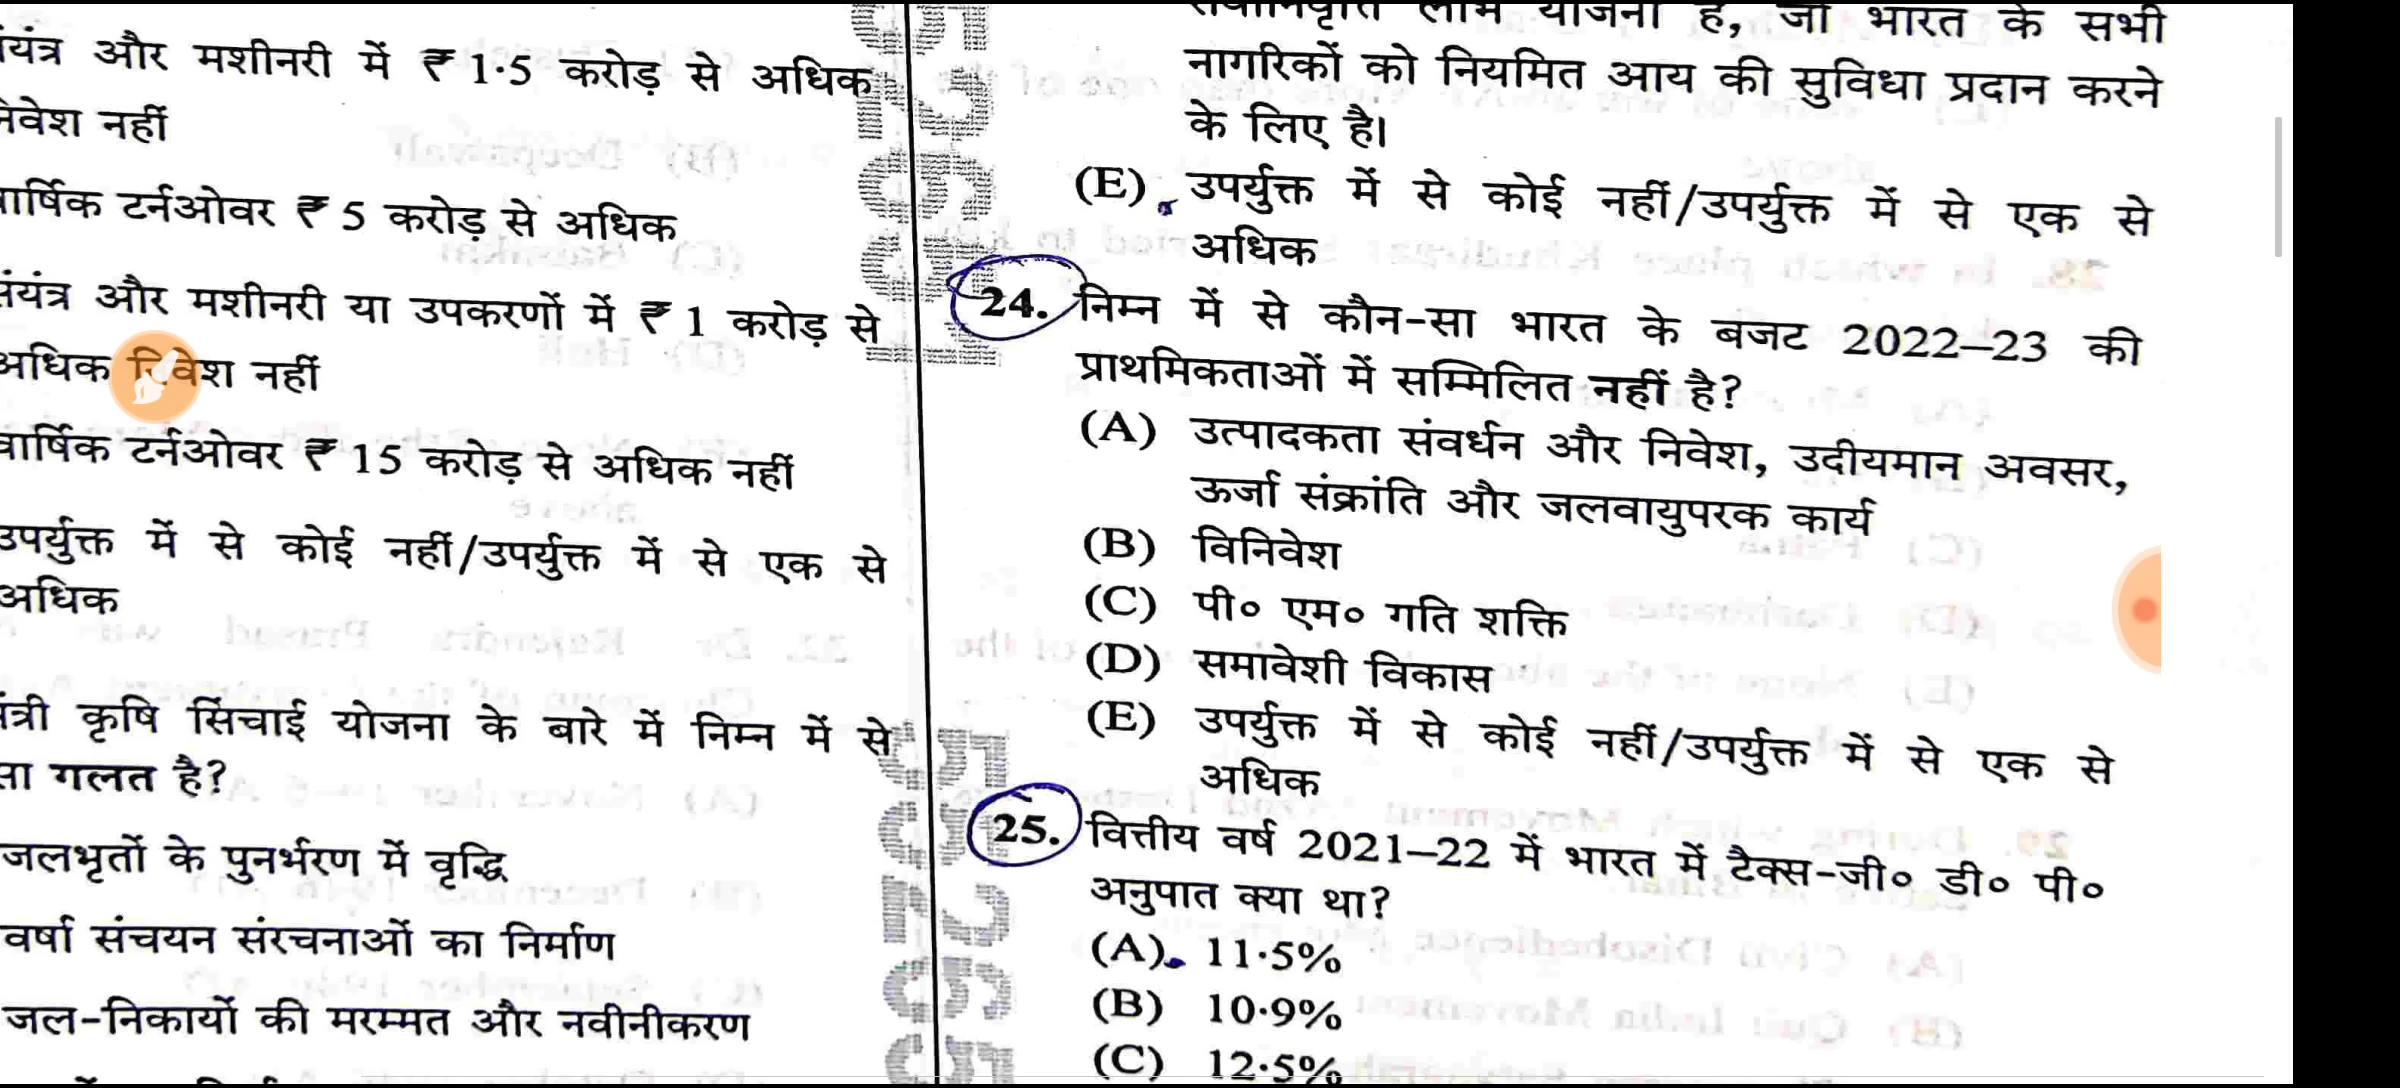 यंत्र और मशीनरी में ₹ 1·5 करोड़ से अधिक
निवेश नहीं
वार्षिक टर्नओवर ₹ 5 करोड़ से अधिक
संयंत्र और मशीनरी या उपकरणों में ₹ 1 करोड़ से
अधिक निवेश नहीं
वार्षिक टर्नओवर ₹ 15 करोड़ से अधिक नहीं
उपर्युक्त में से कोई नहीं/उपर्युक्त में से एक से
अधिक
मंत्री कृषि सिंचाई योजना के बारे में निम्न में से
सा गलत है?
जलभृतों के पुनर्भरण में वृद्धि
वर्षा संचयन संरचनाओं का निर्माण
जल-निकायों की मरम्मत और नवीनीकरण
लाभ योजना है, जो भारत के सभी
नागरिकों को नियमित आय की सुविधा प्रदान करने
के लिए है।
(E) उपर्युक्त में से कोई नहीं/उपर्युक्त में से एक से
अधिक
24. निम्न में से कौन-सा भारत के बजट 2022–23 की
प्राथमिकताओं में सम्मिलित नहीं है?
(A) उत्पादकता संवर्धन और निवेश, उदीयमान अवसर,
ऊर्जा संक्रांति और जलवायुपरक कार्य
(B) विनिवेश
(C) पी० एम० गति शक्ति
(D) समावेशी विकास
(E) उपर्युक्त में से कोई नहीं/उपर्युक्त में से एक से
अधिक
25. वित्तीय वर्ष 2021–22 में भारत में टैक्स-जी० डी० पी०
अनुपात क्या था?
(A) 11·5%
(B) 10·9%
(C) 12·5%